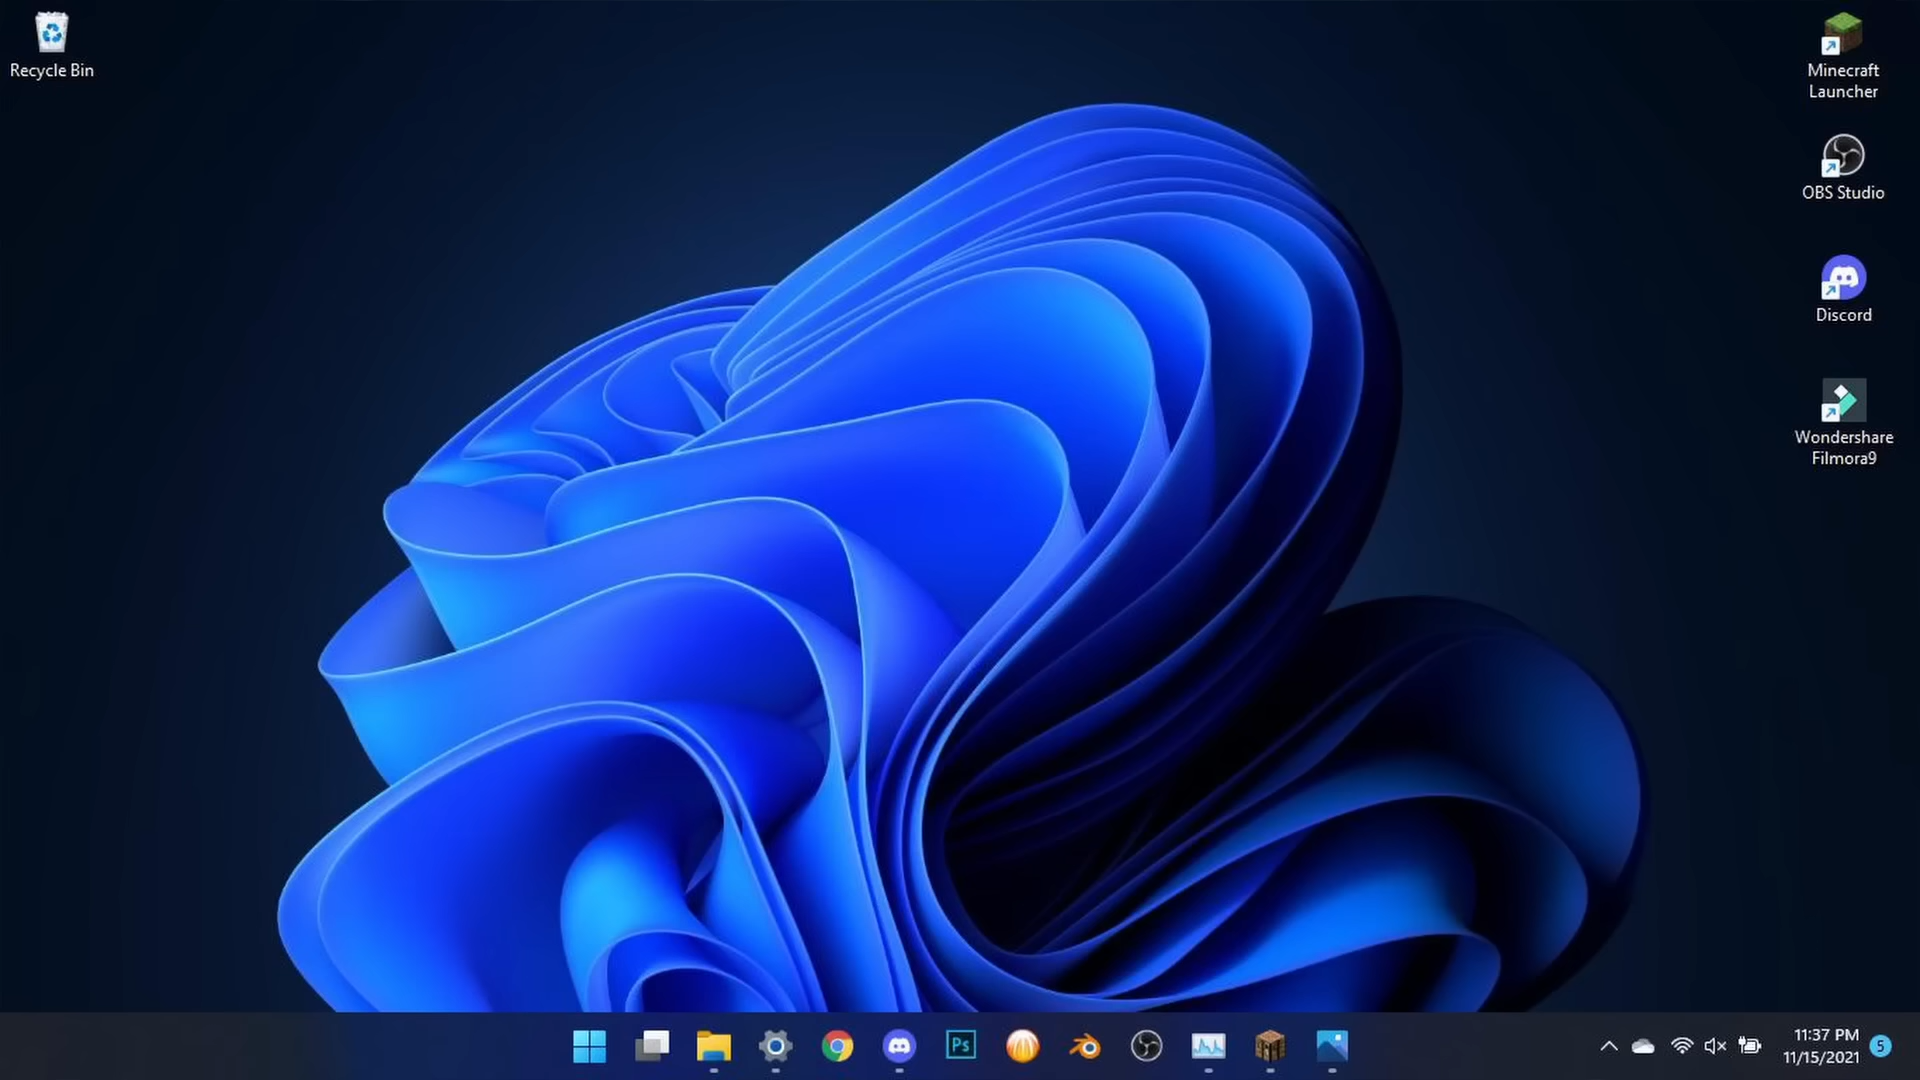 Recycle Bin
Minecraft
Launcher
OBS Studio
Discord
Wondershare
Filmora9
Ps
11:37 PM
11/15/2021
5